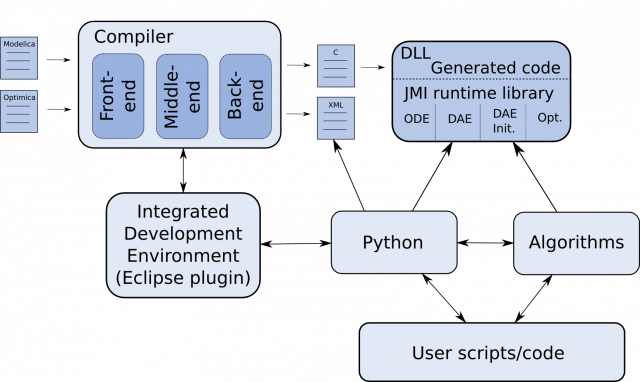 Modelica
Optimica
Compiler
Front-
end
Middle-
end
Back-
end
C
XML
DLL
Generated code
JMI runtime library
ODE
DAE
DAE
Init.
Opt.
Integrated
Development
Environment
(Eclipse plugin)
Python
Algorithms
User scripts/code